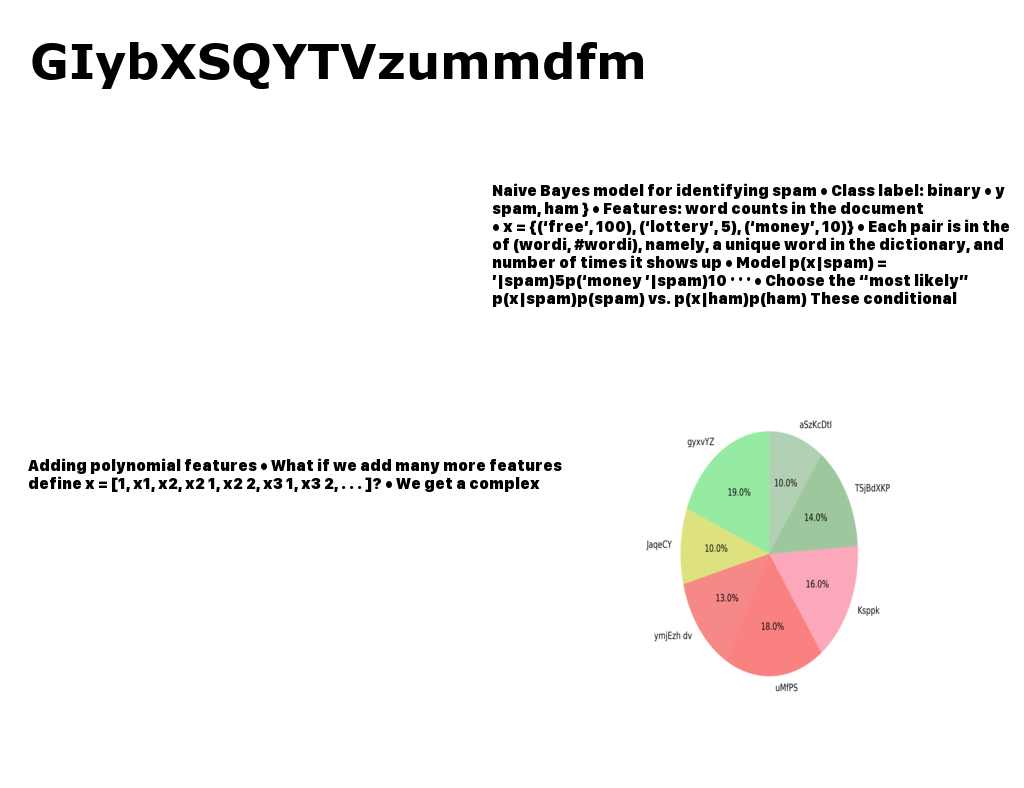 GIybXSQYTVzummdfm
Naive Bayes model for identifying spam • Class label: binary • y
spam, ham } • Features: word counts in the document
• x = {(‘free’, 100), (‘lottery’, 5), (‘money’, 10)} • Each pair is in the
of (wordi, #wordi), namely, a unique word in the dictionary, and
number of times it shows up • Model p(x|spam) =
’|spam)5p(‘money ’|spam)10 · · · • Choose the “most likely”
p(x|spam)p(spam) vs. p(x|ham)p(ham) These conditional
Adding polynomial features • What if we add many more features
define x = [1, x1, x2, x2 1, x2 2, x3 1, x3 2, . . . ]? • We get a complex
aSzKcDtI
gyxvYZ
10.0%
TSjBdXKP
19.0%
14.0%
JaqeCY
10.0%
16.0%
13.0%
Ksppk
18.0%
ymjEzh dv
uMfPS